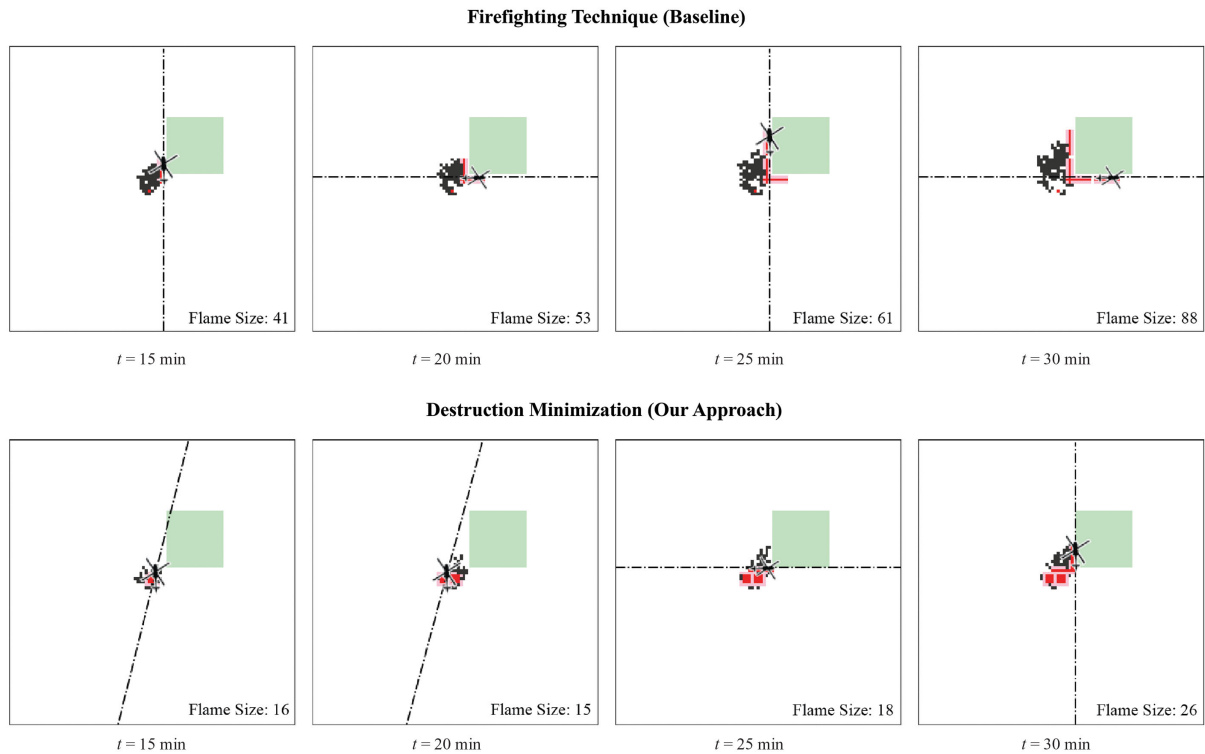 Firefighting Technique (Baseline)
Flame Size: 41
Flame Size: 53
Flame Size: 61
Flame Size: 88
t = 15 min
t = 20 min
t = 25 min
t = 30 min
Destruction Minimization (Our Approach)
Flame Size: 16
Flame Size: 15
Flame Size: 18
Flame Size: 26
t = 15 min
t = 20 min
t = 25 min
t = 30 min